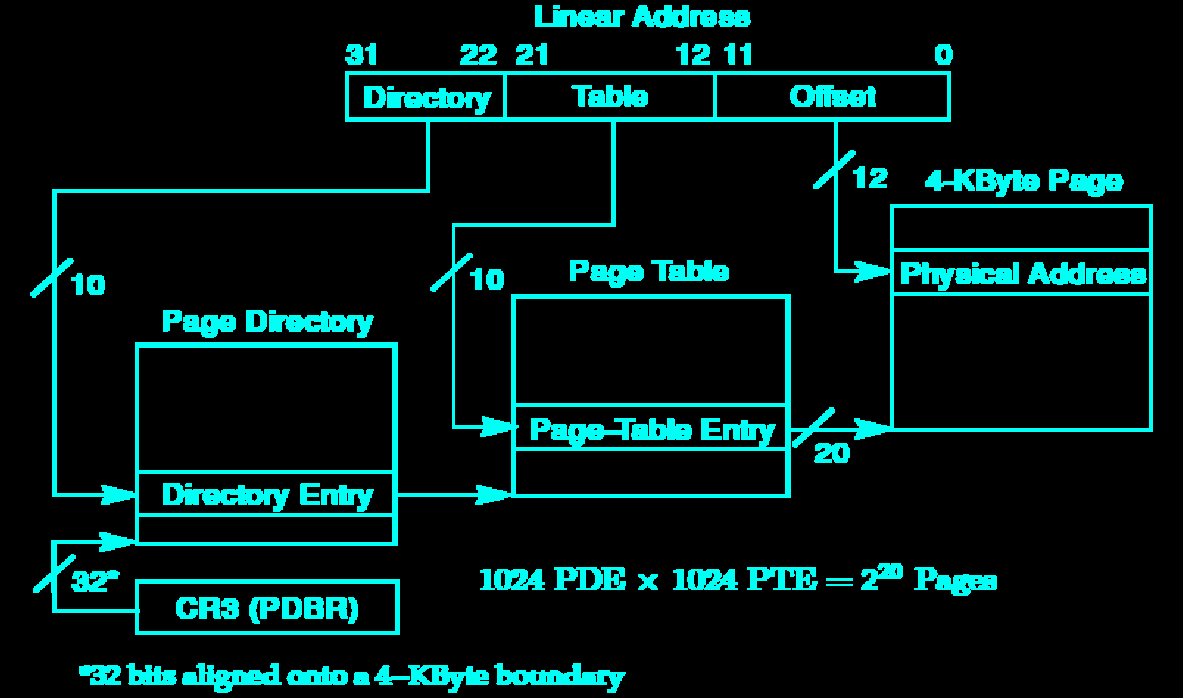 Linear Address
31 22 21 12 11 0
Directory Table Offset
12
4-KByte Page
Physical Address
10
10
Page Table
Page Directory
Page-Table Entry
20
Directory Entry
32*
1024 PDE × 1024 PTE = 2²⁰ Pages
CR3 (PDBR)
*32 bits aligned onto a 4–KByte boundary